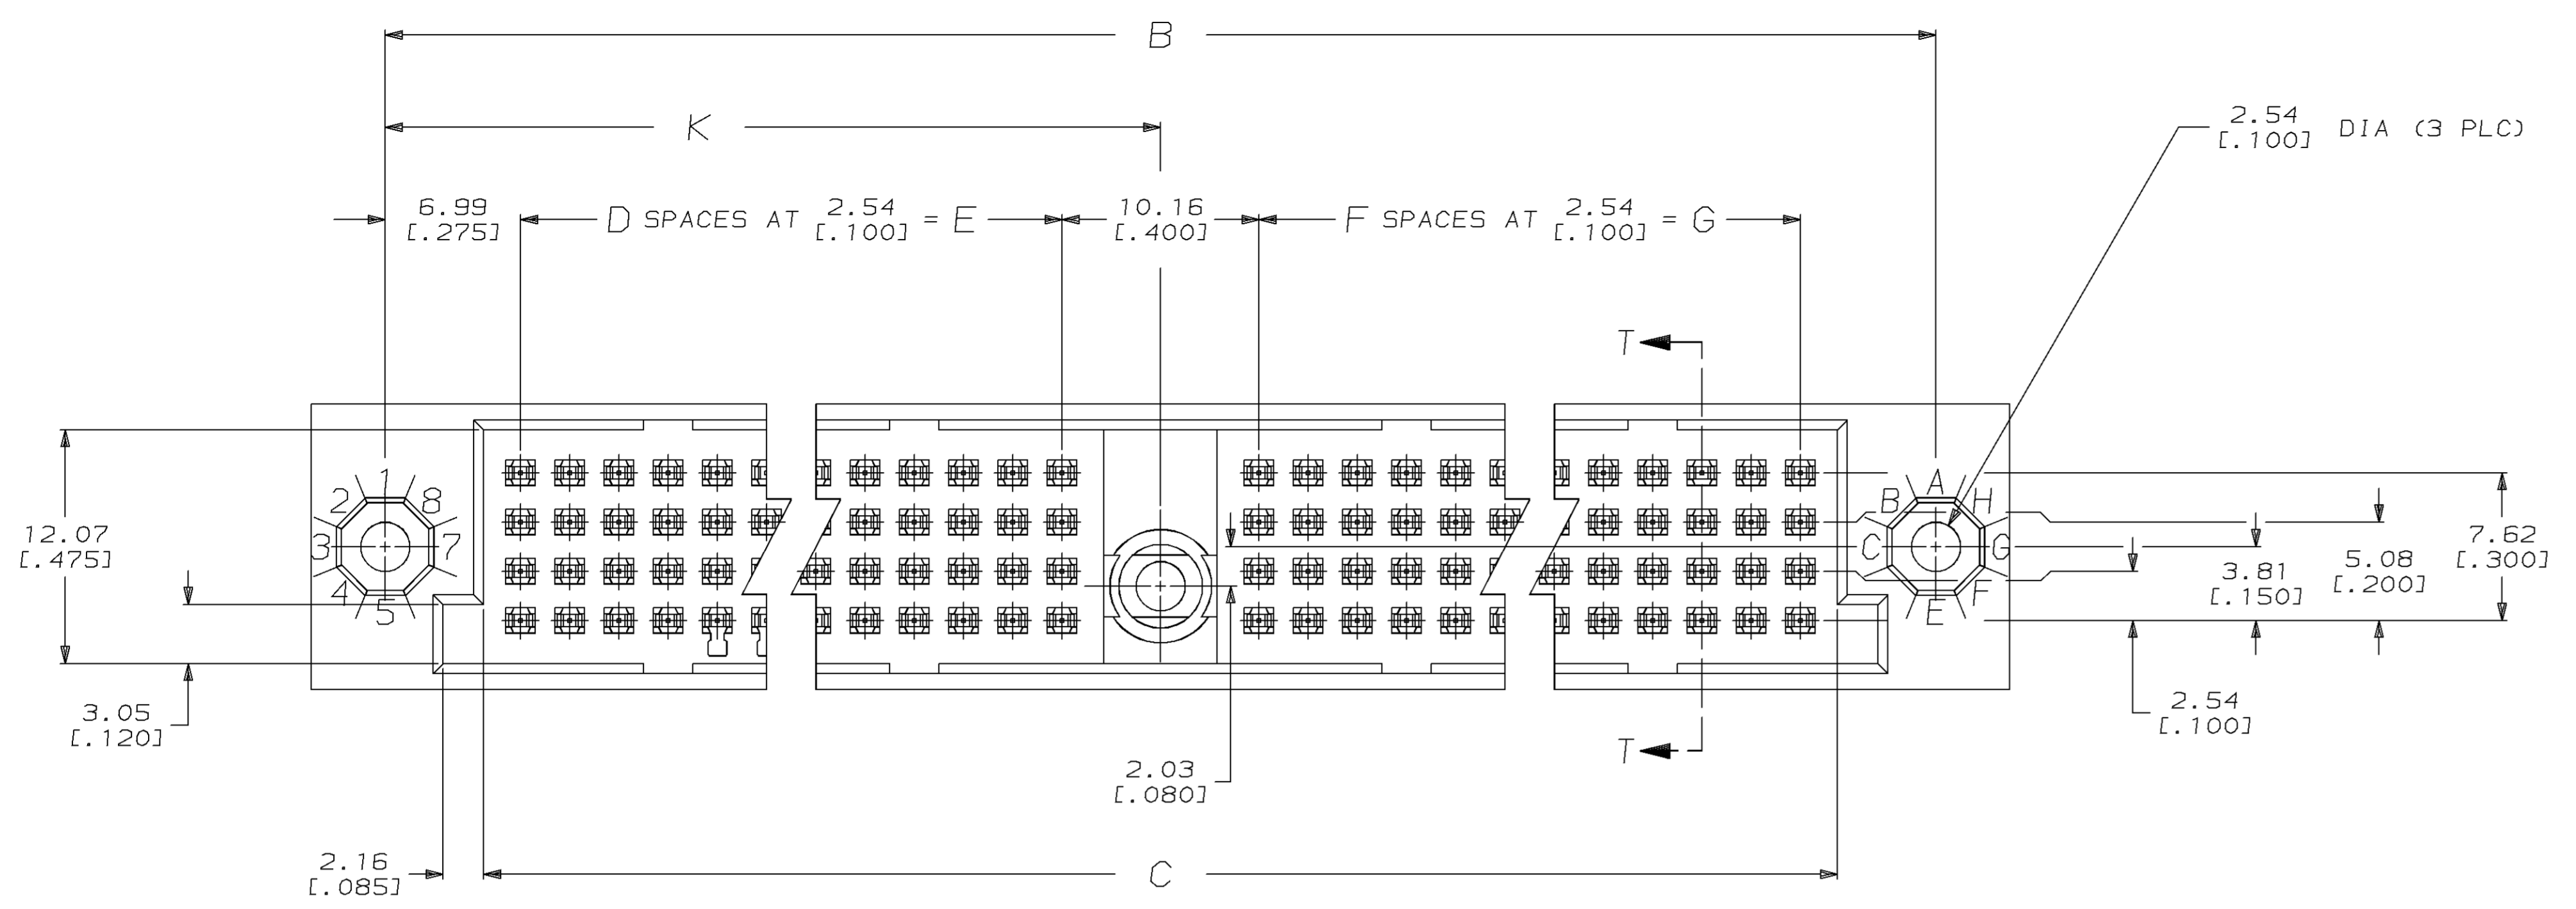 B
K
2.54
[.100] DIA (3 PLC)
6.99
[.275]
D SPACES AT 2.54
[.100] = E
10.16
[.400]
F SPACES AT 2.54
[.100] = G
T
1
2 8
3 7
4
5
A
B H
C G
F
E
12.07
[.475]
7.62
[.300]
5.08
[.200]
3.81
[.150]
2.54
[.100]
3.05
[.120]
T
2.03
[.080]
2.16
[.085]
C